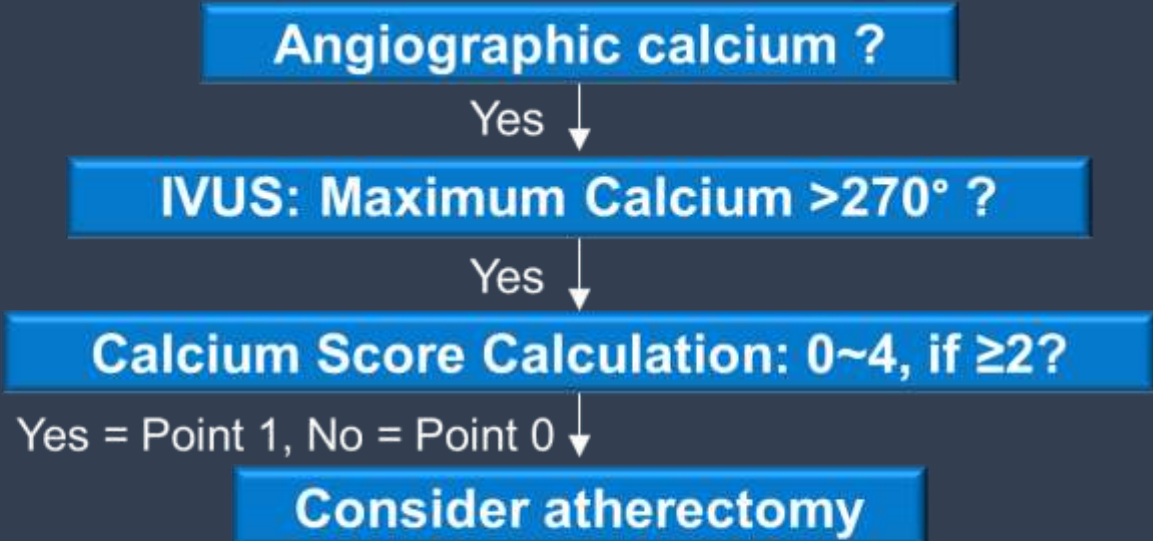 Angiographic calcium ?
Yes
IVUS: Maximum Calcium >270° ?
Yes
Calcium Score Calculation: 0~4, if ≥2?
Yes = Point 1, No = Point 0
Consider atherectomy